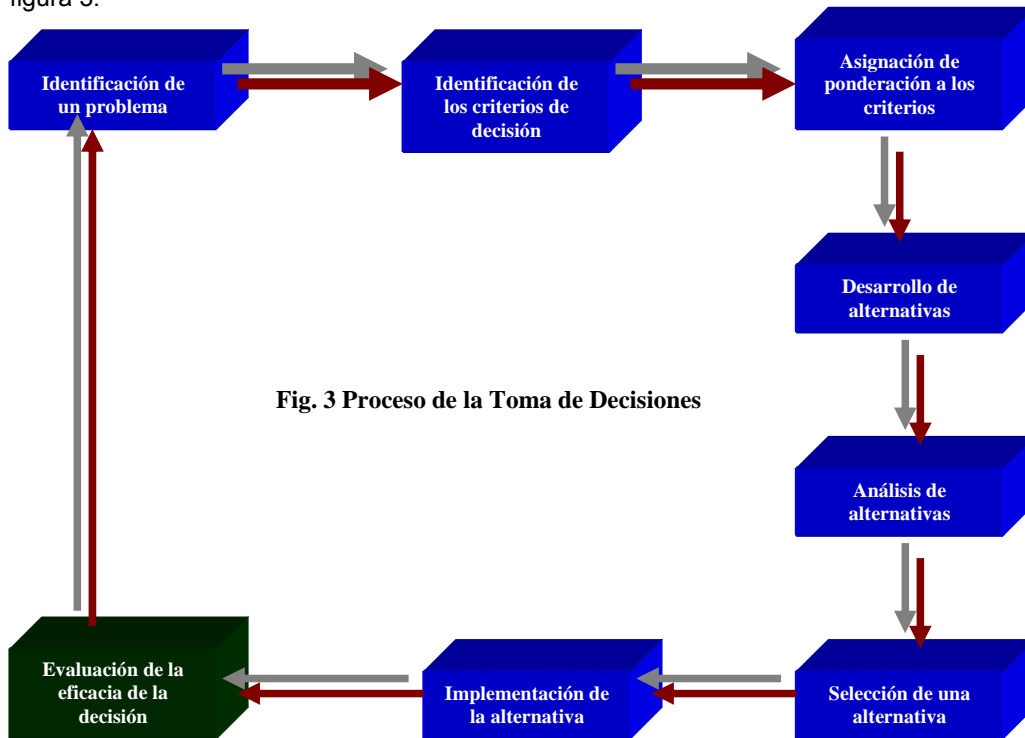 figura 3.
Identificación de
un problema
Identificación de
los criterios de
decisión
Asignación de
ponderación a los
criterios
Desarrollo de
alternativas
Fig. 3 Proceso de la Toma de Decisiones
Análisis de
alternativas
Selección de una
alternativa
Implementación de
la alternativa
Evaluación de la
eficacia de la
decisión